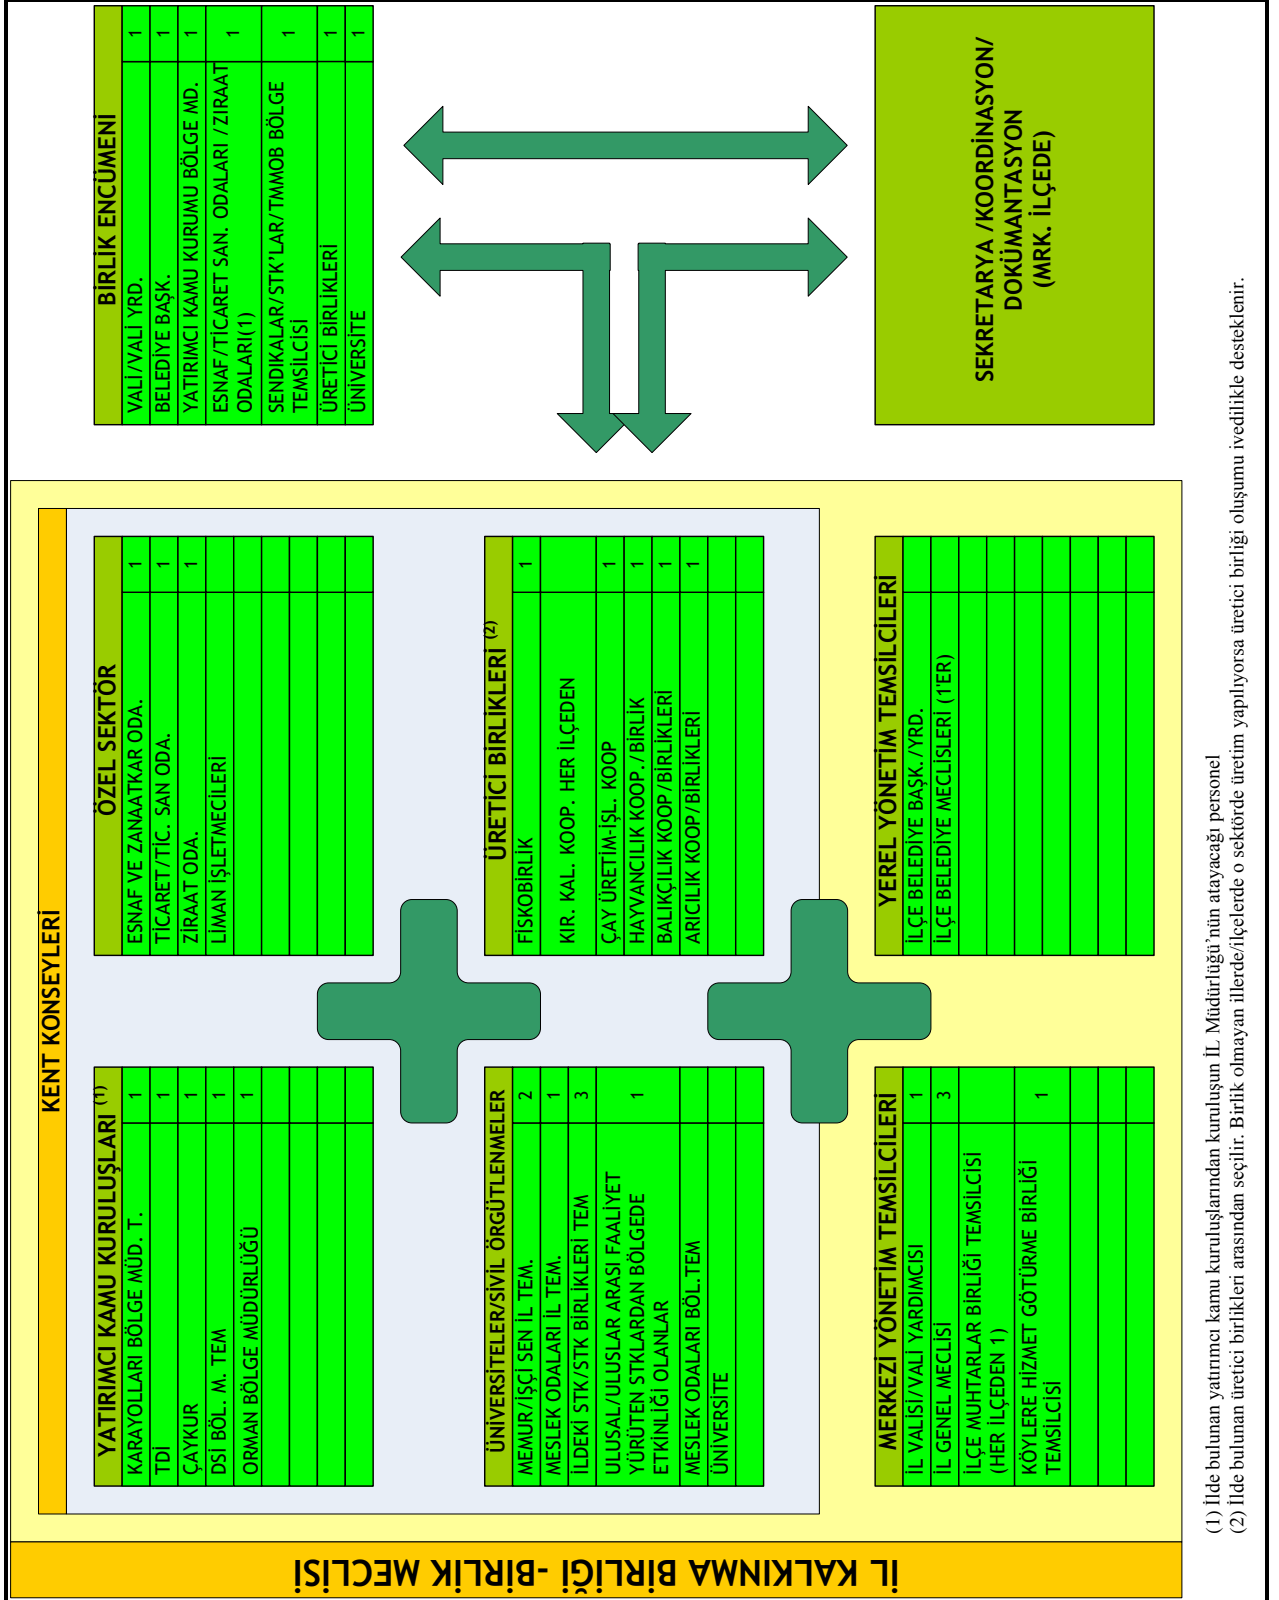 İL KALKINMA BİRLİĞİ -BİRLİK MECLİSİ
KENT KONSEYLERİ
YATIRIMCI KAMU KURULUŞLARI (1)
KARAYOLLARI BÖLGE MÜD. T. 1
TDİ 1
ÇAYKUR 1
DSİ BÖL. M. TEM 1
ORMAN BÖLGE MÜDÜRLÜĞÜ 1
ÖZEL SEKTÖR
ESNAF VE ZANAATKAR ODA. 1
TİCARET/TİC. SAN ODA. 1
ZİRAAT ODA. 1
LİMAN İŞLETMECİLERİ
ÜNİVERSİTELER/SİVİL ÖRGÜTLENMELER
MEMUR/İŞÇİ SEN İL TEM. 2
MESLEK ODALARI İL TEM. 1
İLDEKİ STK/STK BİRLİKLERİ TEM 3
ULUSAL/ULUSLAR ARASI FAALİYET
YÜRÜTEN STKLARDAN BÖLGEDE 1
ETKİNLİĞİ OLANLAR
MESLEK ODALARI BÖL.TEM
ÜNİVERSİTE
ÜRETİCİ BİRLİKLERİ (2)
FİSKOBİRLİK 1
KIR. KAL. KOOP. HER İLÇEDEN
ÇAY ÜRETİM-İŞL. KOOP 1
HAYVANCILIK KOOP./BİRLİK 1
BALIKÇILIK KOOP/BİRLİKLERİ 1
ARICILIK KOOP/BİRLİKLERİ 1
MERKEZİ YÖNETİM TEMSİLCİLERİ
İL VALİSİ/VALİ YARDIMCISI 1
İL GENEL MECLİSİ 3
İLÇE MUHTARLAR BİRLİĞİ TEMSİLCİSİ
(HER İLÇEDEN 1)
KÖYLERE HİZMET GÖTÜRME BİRLİĞİ 1
TEMSİLCİSİ
YEREL YÖNETİM TEMSİLCİLERİ
İLÇE BELEDİYE BAŞK./YRD.
İLÇE BELEDİYE MECLİSLERİ (1'ER)
BİRLİK ENCÜMENİ
VALİ/VALİ YRD. 1
BELEDİYE BAŞK. 1
YATIRIMCI KAMU KURUMU BÖLGE MD. 1
ESNAF/TİCARET SAN. ODALARI /ZIRAAT 1
ODALARI(1)
SENDIKALAR/STK'LAR/TMMOB BÖLGE 1
TEMSİLCİSİ
ÜRETİCİ BİRLİKLERİ 1
ÜNİVERSİTE 1
SEKRETARYA /KOORDİNASYON/
DOKÜMANTASYON
(MRK. İLÇEDE)
(1) İlde bulunan yatırımcı kamu kuruluşlarından kuruluşun İL Müdürlüğü'nün atayacağı personel
(2) İlde bulunan üretici birlikleri arasından seçilir. Birlik olmayan illerde/ilçelerde o sektörde üretim yapılıyorsa üretici birliği oluşumu ivedilikle desteklenir.